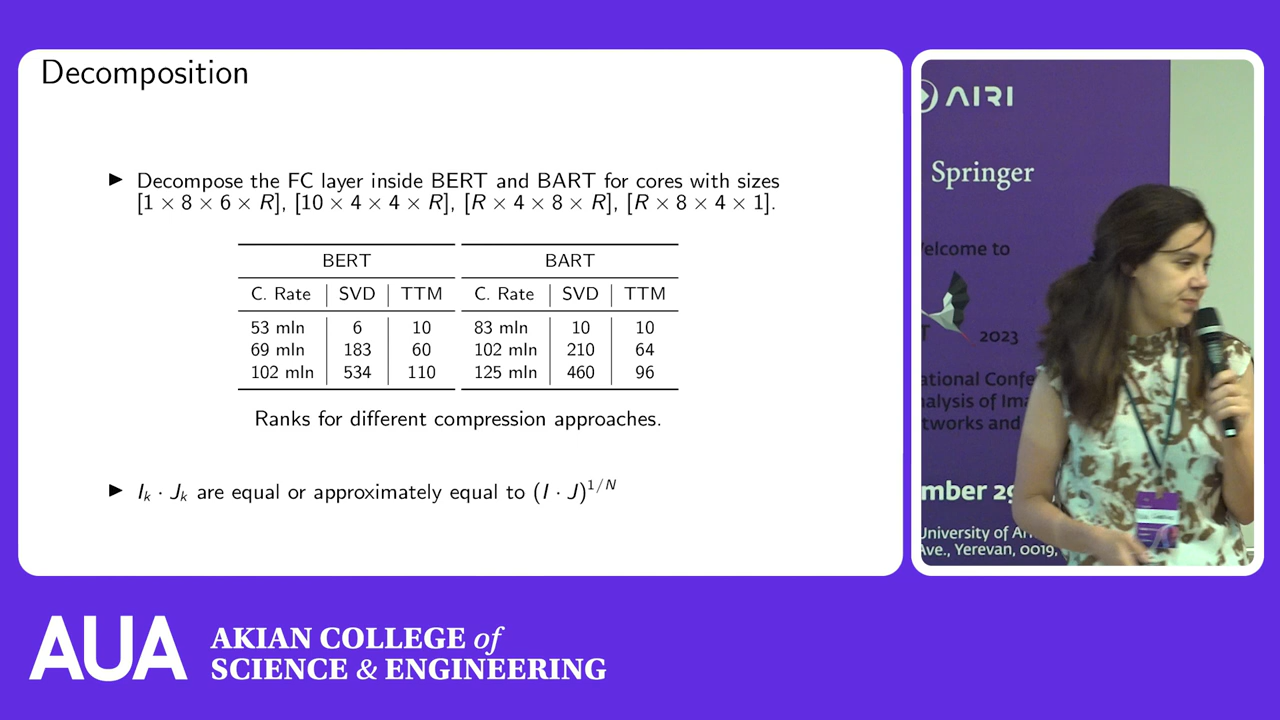 Decomposition
▶ Decompose the FC layer inside BERT and BART for cores with sizes
[1 × 8 × 6 × R], [10 × 4 × 4 × R], [R × 4 × 8 × R], [R × 8 × 4 × 1].
BERT BART
C. Rate SVD TTM C. Rate SVD TTM
53 mln 6 10 83 mln 10 10
69 mln 183 60 102 mln 210 64
102 mln 534 110 125 mln 460 96
Ranks for different compression approaches.
▶ I_k · J_k are equal or approximately equal to (I · J)^{1/N}
AIRI
Springer
elcome to
T 2023
ational Confe
alysis of Ima
tworks and
mber 29
University of Ar
Ave., Yerevan, 0019,
AUA AKIAN COLLEGE of
SCIENCE & ENGINEERING